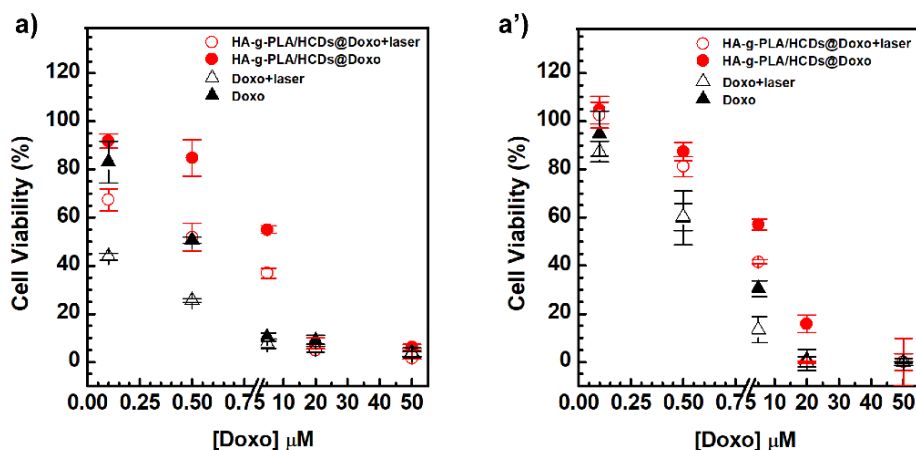 a)
HA-g-PLA/HCDs@Doxo+laser
HA-g-PLA/HCDs@Doxo
Doxo+laser
Doxo
Cell Viability (%)
120
100
80
60
40
20
0
0.00 0.25 0.50 0.75 10 20 30 40 50
[Doxo] μM
a')
HA-g-PLA/HCDs@Doxo+laser
HA-g-PLA/HCDs@Doxo
Doxo+laser
Doxo
Cell Viability (%)
120
100
80
60
40
20
0
0.00 0.25 0.50 0.75 10 20 30 40 50
[Doxo] μM